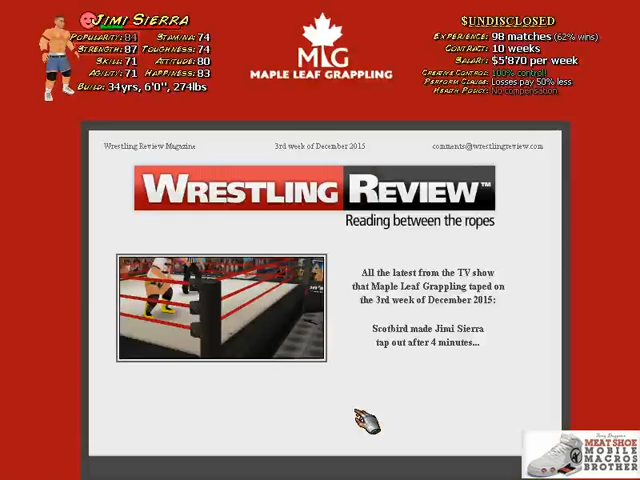 JIMI SIERRA
POPULARITY: 84 STAMINA: 74
STRENGTH: 87 TOUGHNESS: 74
SKILL: 71 ATTITUDE: 80
AGILITY: 71 HAPPINESS: 83
BUILD: 34yrs, 6'0", 274lbs
MLG
MAPLE LEAF GRAPPLING
$UNDISCLOSED
EXPERIENCE: 98 matches (62% wins)
CONTRACT: 10 weeks
SALARY: $5'870 per week
CREATIVE CONTROL: 100% control!
PERFORM CLAUSE: Losses pay 50% less
HEALTH POLICY: No compensation
Wrestling Review Magazine 3rd week of December 2015 comments@wrestlingreview.com
WRESTLING REVIEW™
Reading between the ropes
All the latest from the TV show
that Maple Leaf Grappling taped on
the 3rd week of December 2015:
Scotbird made Jimi Sierra
tap out after 4 minutes...
MEAT SHOE
MOBILE
MACROS
BROTHER